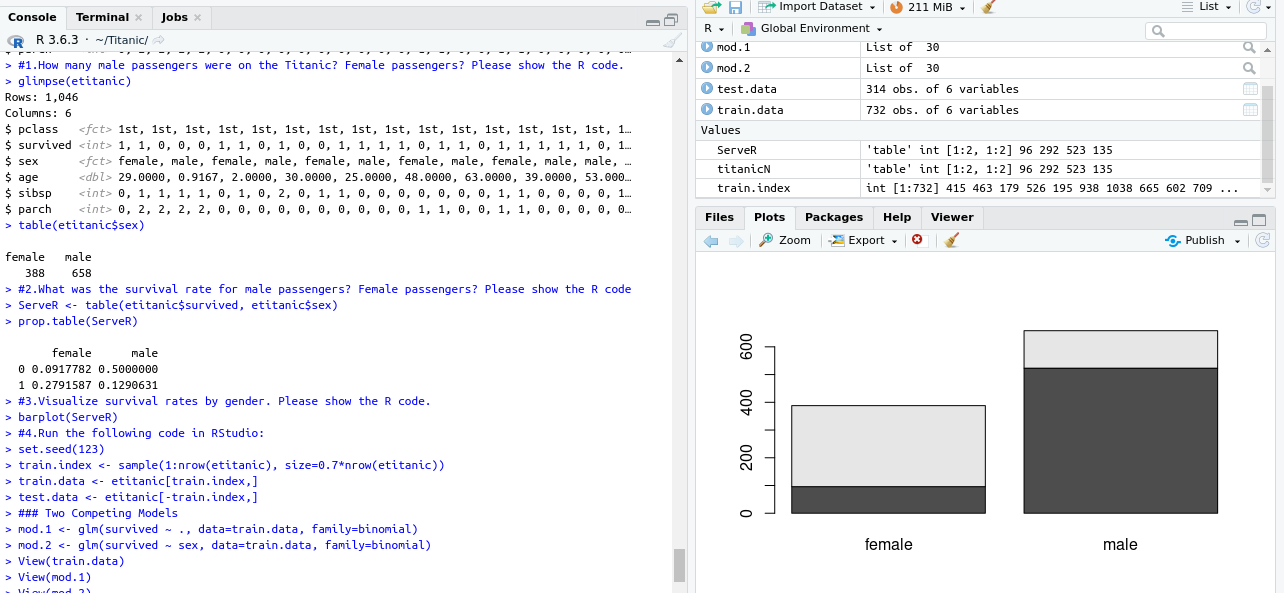 Console Terminal Jobs
R 3.6.3 · ~/Titanic/
> #1.How many male passengers were on the Titanic? Female passengers? Please show the R code.
> glimpse(etitanic)
Rows: 1,046
Columns: 6
$ pclass <fct> 1st, 1st, 1st, 1st, 1st, 1st, 1st, 1st, 1st, 1st, 1st, 1st, 1st, 1st, 1st, 1…
$ survived <int> 1, 1, 0, 0, 0, 1, 1, 0, 1, 0, 0, 1, 1, 1, 0, 1, 1, 0, 1, 1, 1, 1, 1, 0, 1…
$ sex <fct> female, male, female, male, female, male, female, male, female, male, male, …
$ age <dbl> 29.0000, 0.9167, 2.0000, 30.0000, 25.0000, 48.0000, 63.0000, 39.0000, 53.000…
$ sibsp <int> 0, 1, 1, 1, 1, 0, 1, 0, 2, 0, 1, 1, 0, 0, 0, 0, 0, 0, 0, 1, 1, 0, 0, 0, 1…
$ parch <int> 0, 2, 2, 2, 2, 0, 0, 0, 0, 0, 0, 0, 0, 0, 0, 1, 1, 0, 0, 1, 1, 0, 0, 0, 0…
> table(etitanic$sex)
female male
388 658
> #2.What was the survival rate for male passengers? Female passengers? Please show the R code
> ServeR <- table(etitanic$survived, etitanic$sex)
> prop.table(ServeR)
female male
0 0.0917782 0.5000000
1 0.2791587 0.1290631
> #3.Visualize survival rates by gender. Please show the R code.
> barplot(ServeR)
> #4.Run the following code in RStudio:
> set.seed(123)
> train.index <- sample(1:nrow(etitanic), size=0.7*nrow(etitanic))
> train.data <- etitanic[train.index,]
> test.data <- etitanic[-train.index,]
> ### Two Competing Models
> mod.1 <- glm(survived ~ ., data=train.data, family=binomial)
> mod.2 <- glm(survived ~ sex, data=train.data, family=binomial)
> View(train.data)
> View(mod.1)
> View(mod.2)
Import Dataset 211 MiB List
R Global Environment
mod.1 List of 30
mod.2 List of 30
test.data 314 obs. of 6 variables
train.data 732 obs. of 6 variables
Values
ServeR 'table' int [1:2, 1:2] 96 292 523 135
titanicN 'table' int [1:2, 1:2] 96 292 523 135
train.index int [1:732] 415 463 179 526 195 938 1038 665 602 709 ...
Files Plots Packages Help Viewer
Zoom Export Publish
600
400
200
0
female male